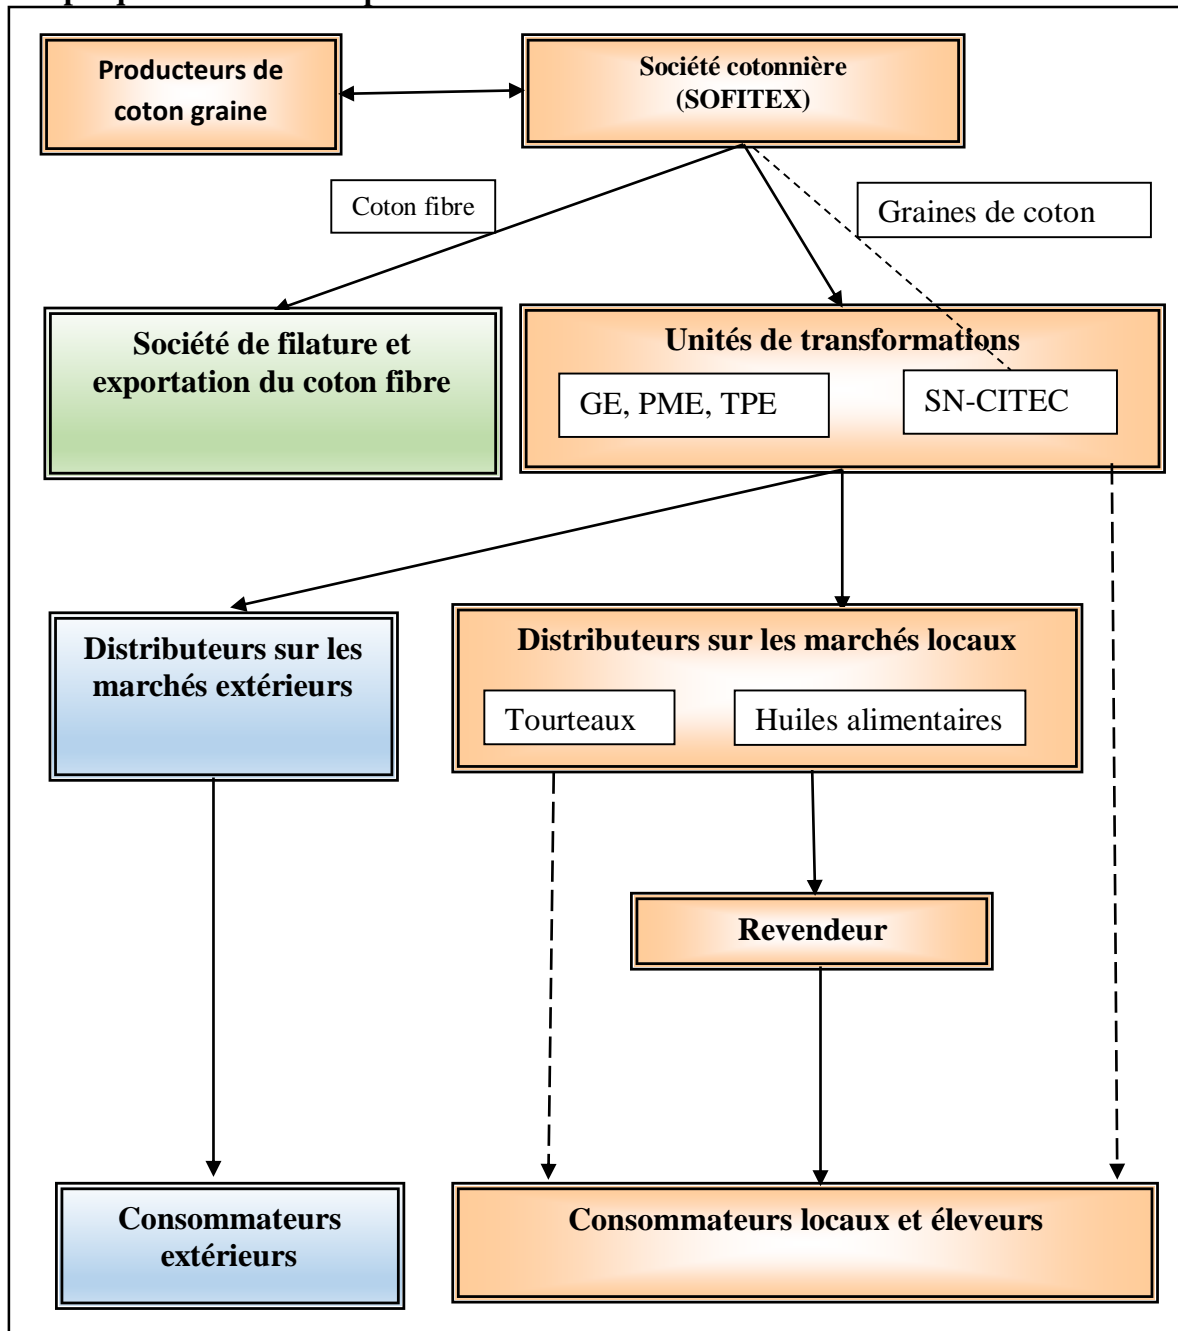 Producteurs de
coton graine
Société cotonnière
(SOFITEX)
Coton fibre
Graines de coton
Société de filature et
exportation du coton fibre
Unités de transformations
GE, PME, TPE
SN-CITEC
Distributeurs sur les
marchés extérieurs
Distributeurs sur les marchés locaux
Tourteaux
Huiles alimentaires
Revendeur
Consommateurs
extérieurs
Consommateurs locaux et éleveurs